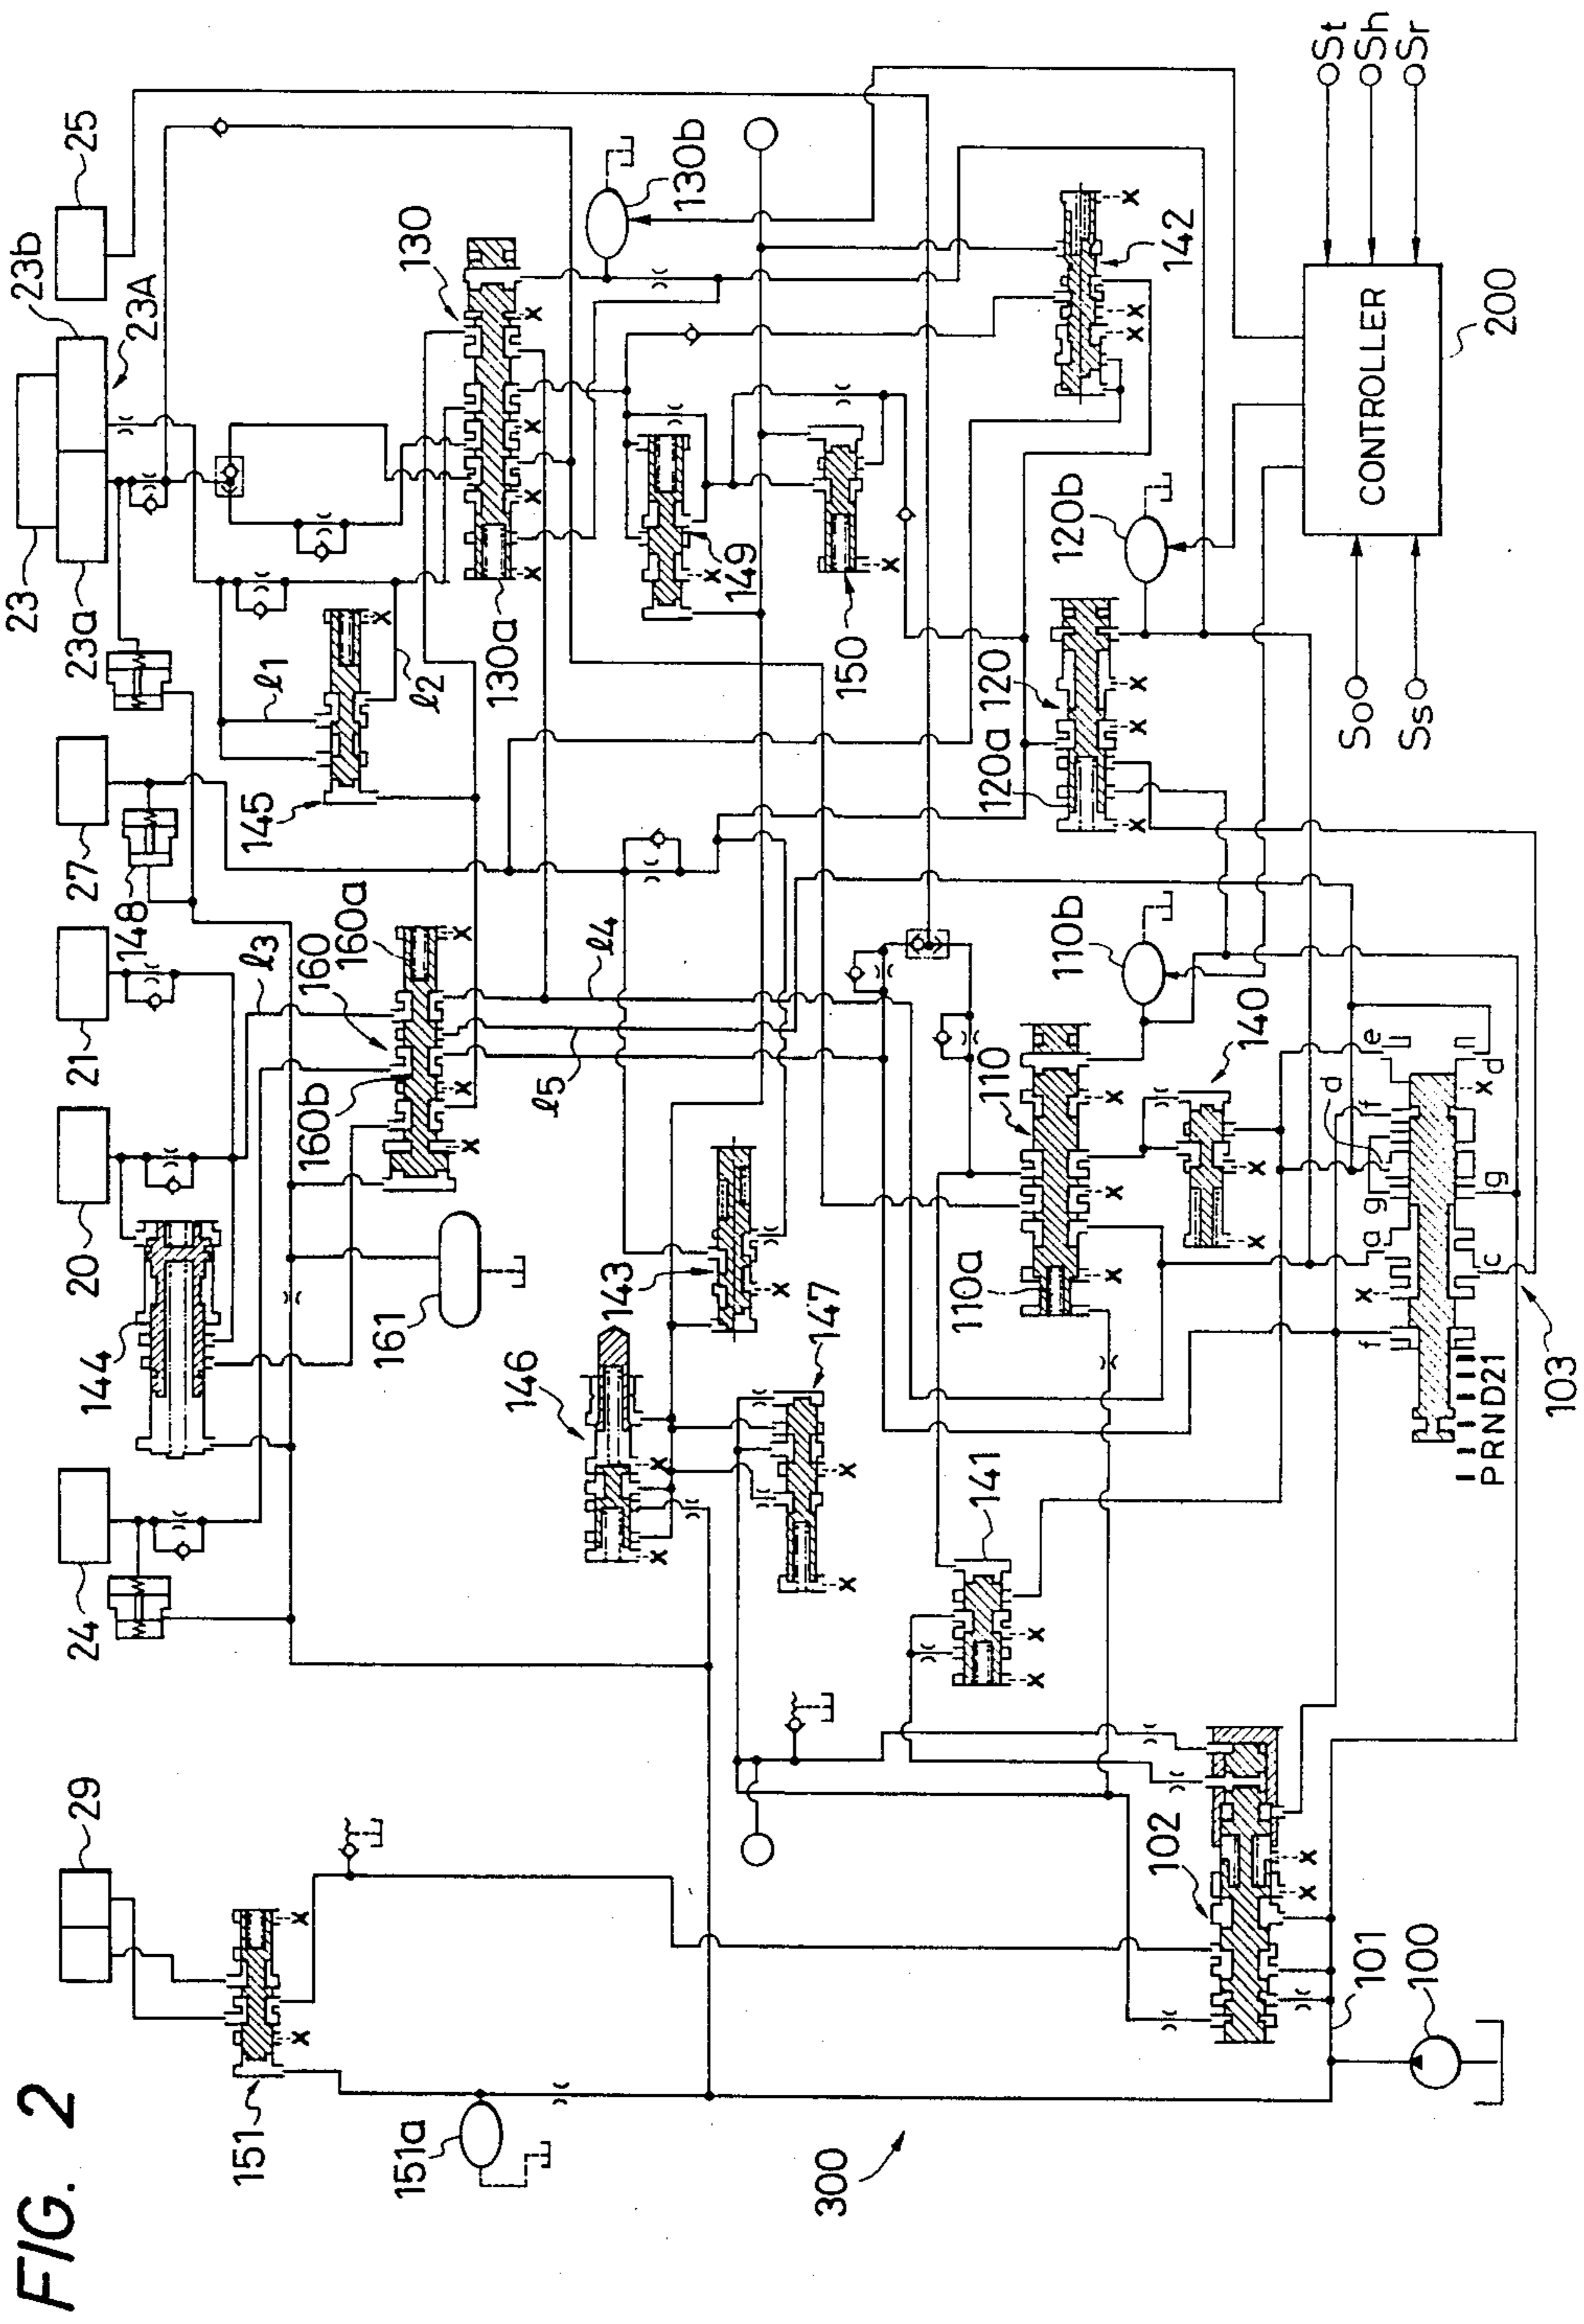 FIG. 2
29
24
20
21
27
23
23a
23b
23A
25
144
148
145
l1
l2
l3
l4
l5
160
160a
160b
161
130
130a
130b
151
151a
146
143
147
149
150
142
120
120a
120b
110
110a
110b
140
141
102
101
100
103
300
PRND21
f
x
a
c
g
g
f
d
e
d
x
CONTROLLER
200
So
Ss
St
Sh
Sr